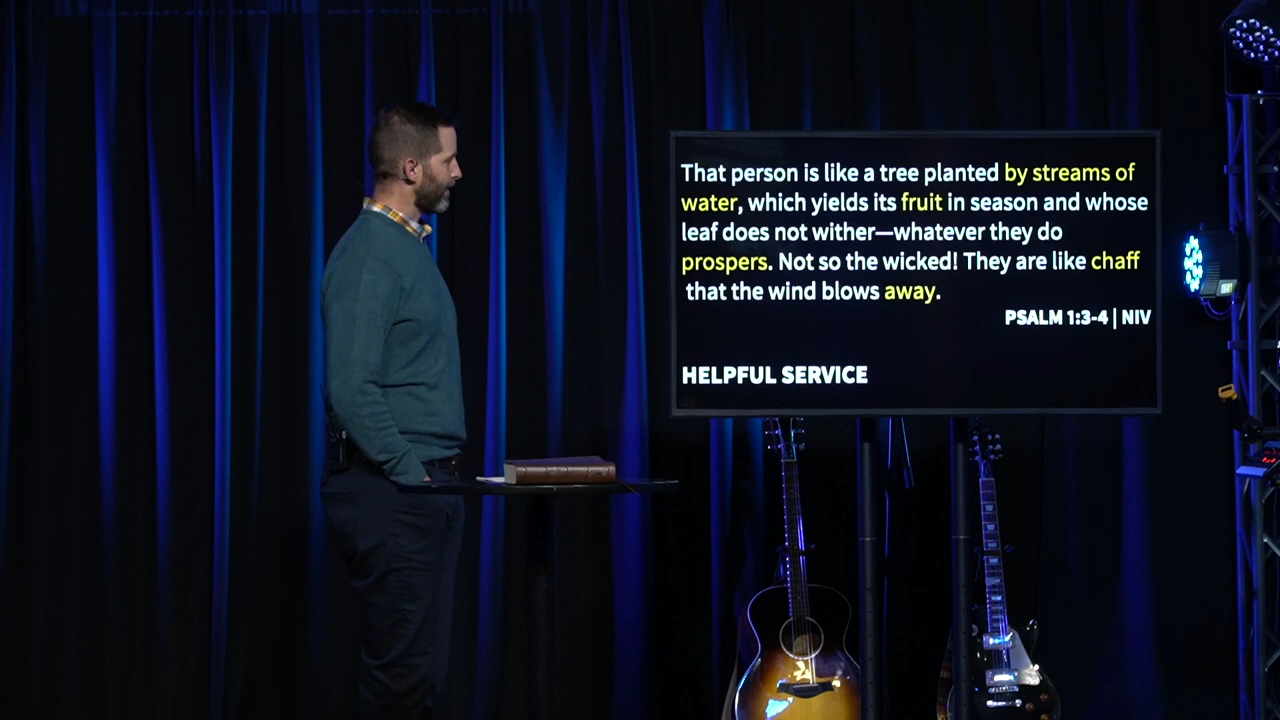 That person is like a tree planted by streams of
water, which yields its fruit in season and whose
leaf does not wither—whatever they do
prospers. Not so the wicked! They are like chaff
that the wind blows away.
PSALM 1:3-4 | NIV
HELPFUL SERVICE